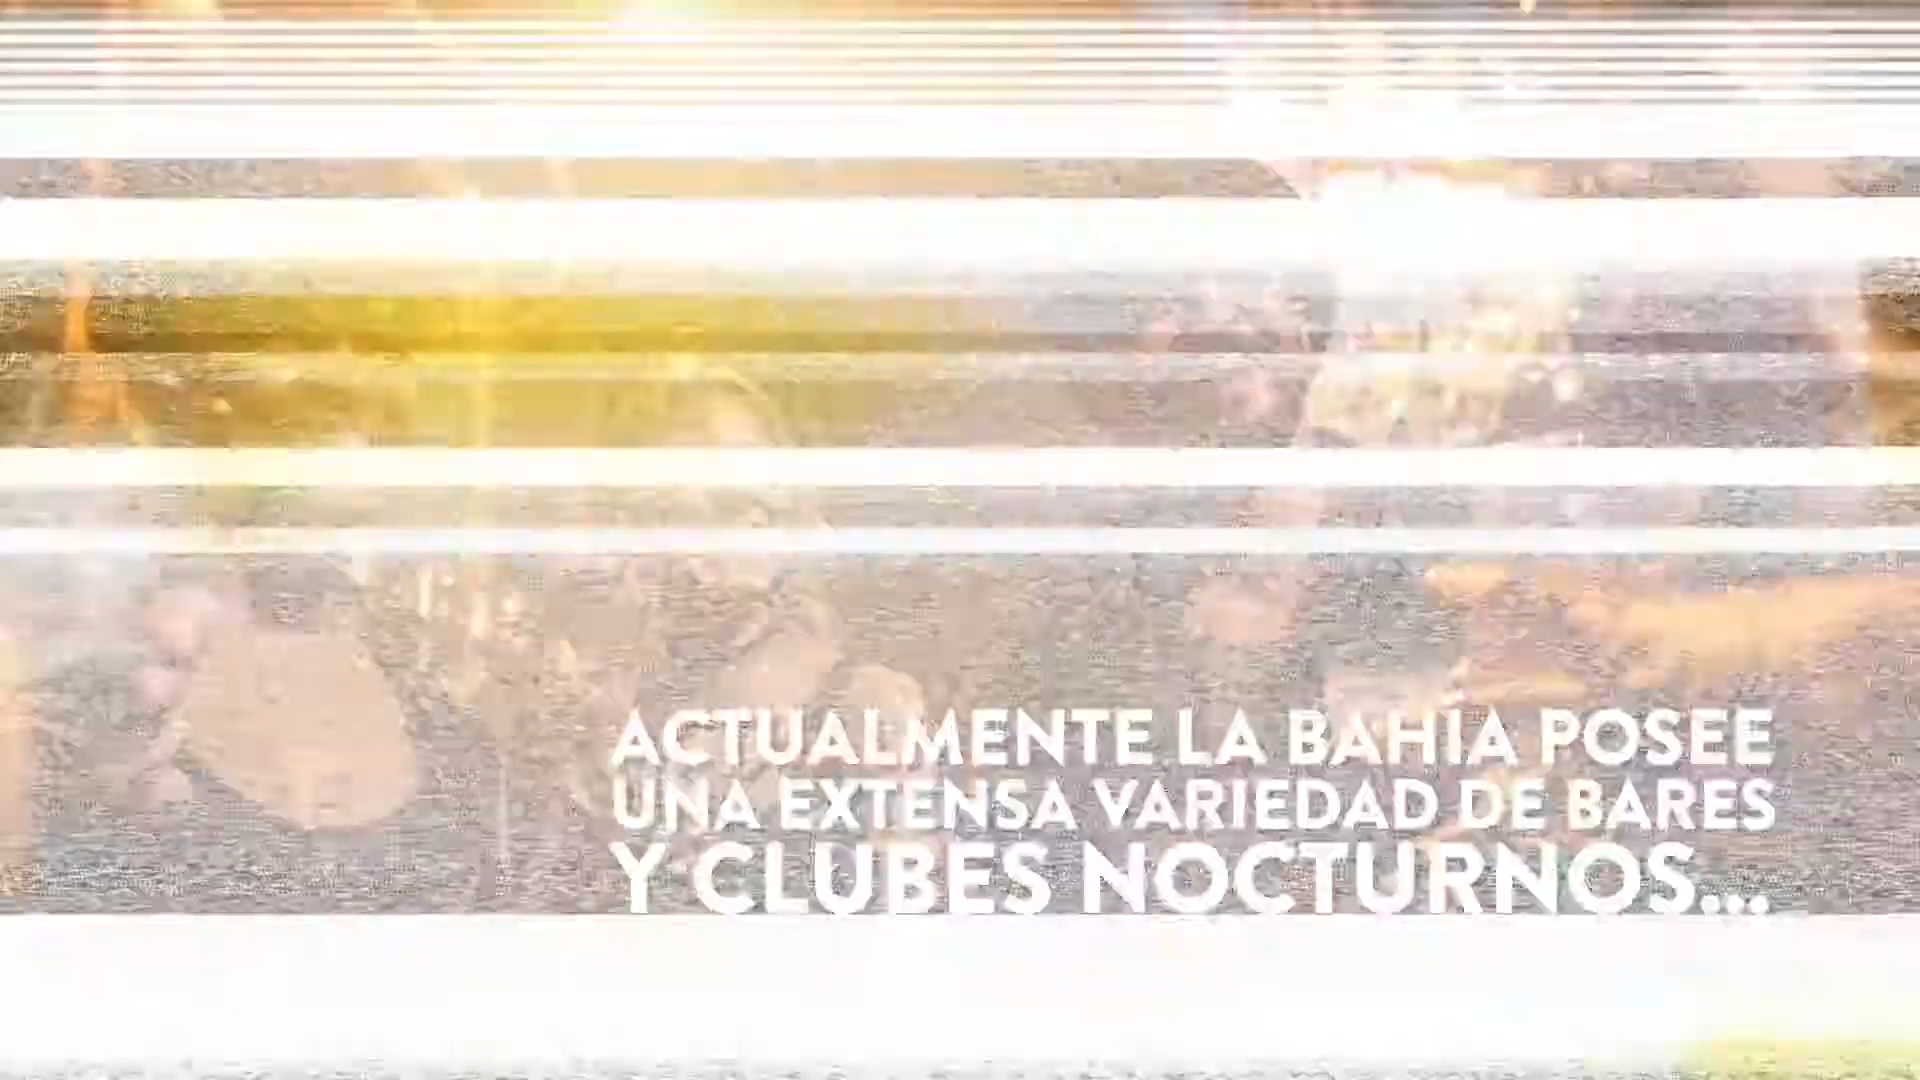 ACTUALMENTE LA BAHIA POSEE
UNA EXTENSA VARIEDAD DE BARES
Y CLUBES NOCTURNOS...